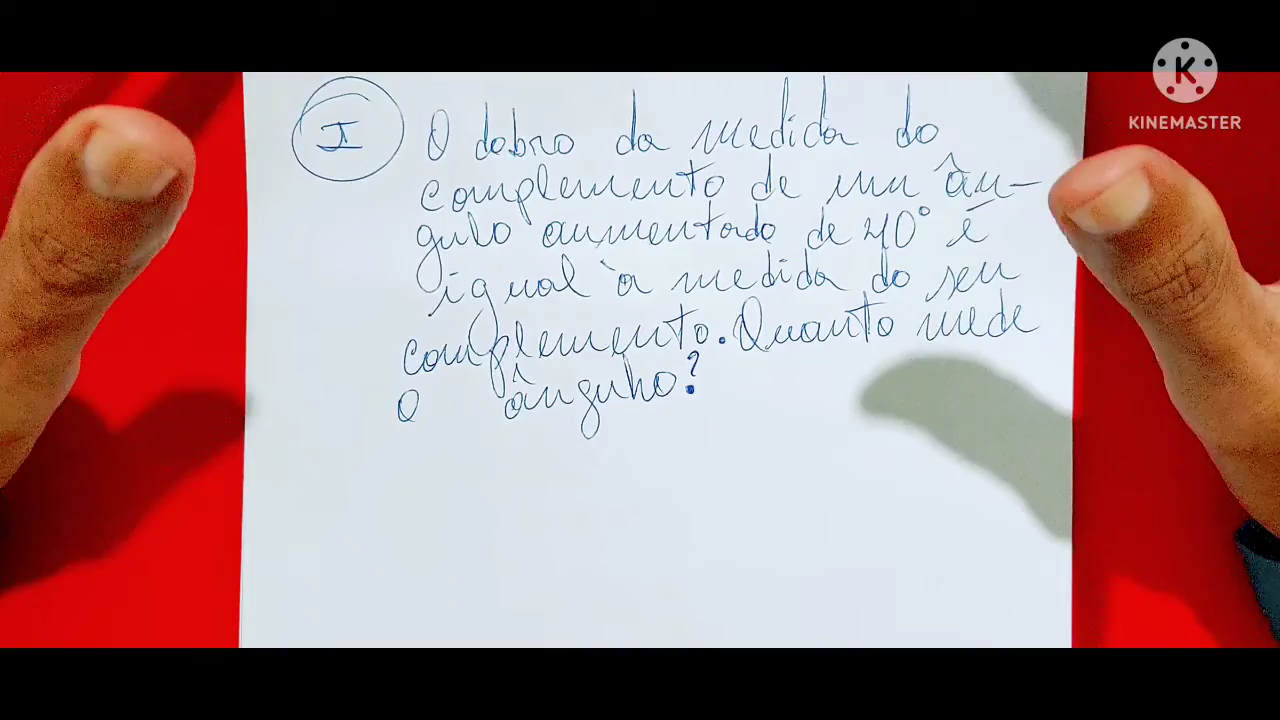 I O dobro da medida do
complemento de um ân-
gulo aumentado de 40° é
igual à medida do seu
complemento. Quanto mede
o ângulo?
K
KINEMASTER